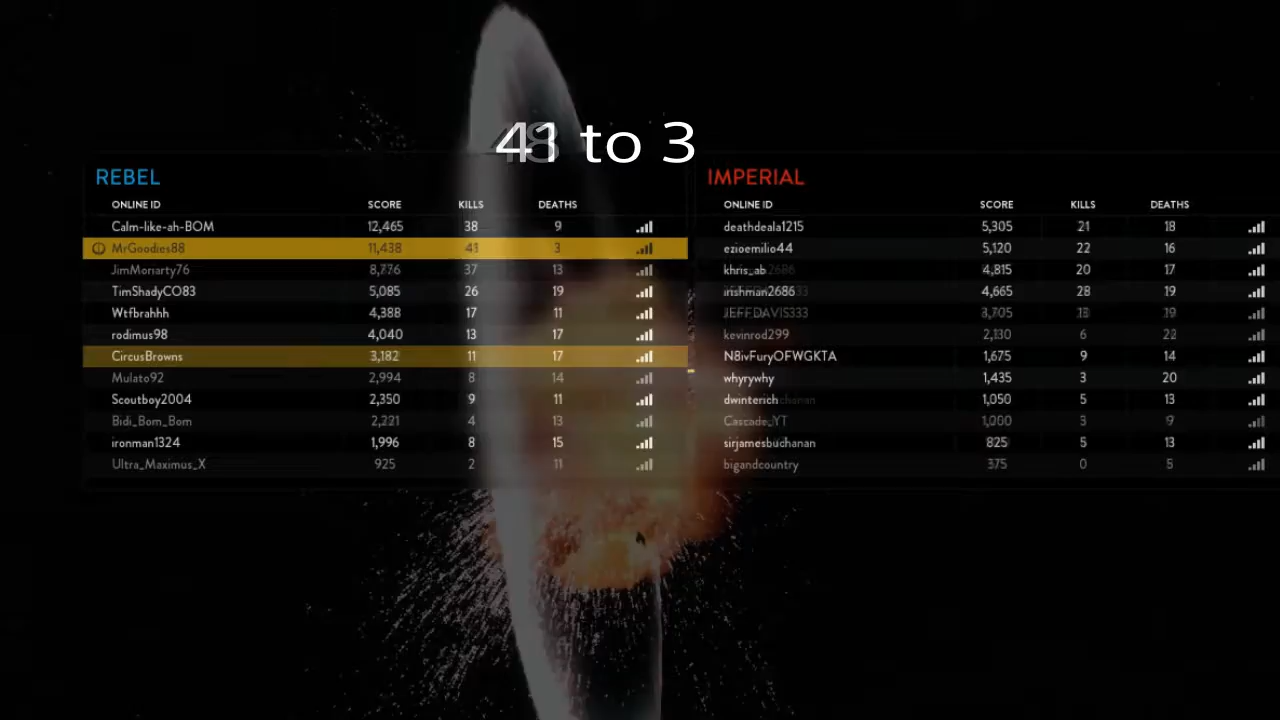 41 to 3
REBEL
ONLINE ID SCORE KILLS DEATHS
Calm-like-ah-BOM 12,465 38 9
MrGoodies88 11,438 41 3
JimMoriarty76 8,776 37 13
TimShadyCO83 5,085 26 19
Wtfbrahhh 4,388 17 11
rodimus98 4,040 13 17
CircusBrowns 3,182 11 17
Mulato92 2,994 8 14
Scoutboy2004 2,350 9 11
Bidi_Bom_Bom 2,221 4 13
ironman1324 1,996 8 15
Ultra_Maximus_X 925 2 11
IMPERIAL
ONLINE ID SCORE KILLS DEATHS
deathdeala1215 5,305 21 18
ezioemilio44 5,120 22 16
khris_ab 4,815 20 17
irishman2686 4,665 28 19
JEFFDAVIS333 3,705 13 19
kevinrod299 2,130 6 22
N8ivFuryOFWGKTA 1,675 9 14
whyrywhy 1,435 3 20
dwinterich 1,050 5 13
Cascade_YT 1,000 3 9
sirjamesbuchanan 825 5 13
bigandcountry 375 0 5